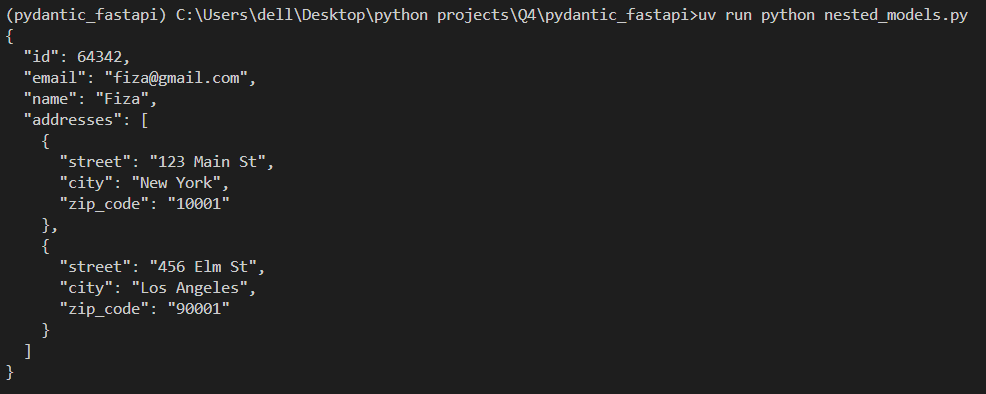 (pydantic_fastapi) C:\Users\dell\Desktop\python projects\Q4\pydantic_fastapi>uv run python nested_models.py
{
  "id": 64342,
  "email": "fiza@gmail.com",
  "name": "Fiza",
  "addresses": [
    {
      "street": "123 Main St",
      "city": "New York",
      "zip_code": "10001"
    },
    {
      "street": "456 Elm St",
      "city": "Los Angeles",
      "zip_code": "90001"
    }
  ]
}